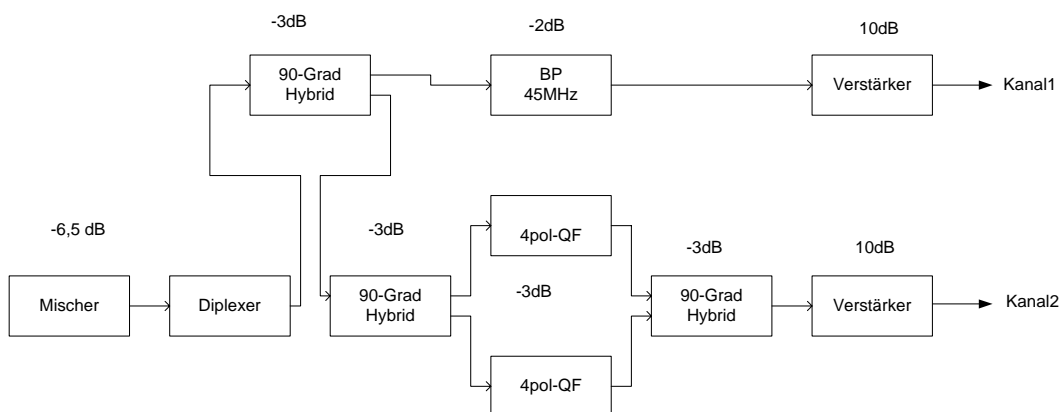 -3dB
-2dB
10dB
90-Grad
Hybrid
BP
45MHz
Verstärker
Kanal1
-6,5 dB
-3dB
4pol-QF
-3dB
-3dB
10dB
Mischer
Diplexer
90-Grad
Hybrid
90-Grad
Hybrid
Verstärker
Kanal2
4pol-QF